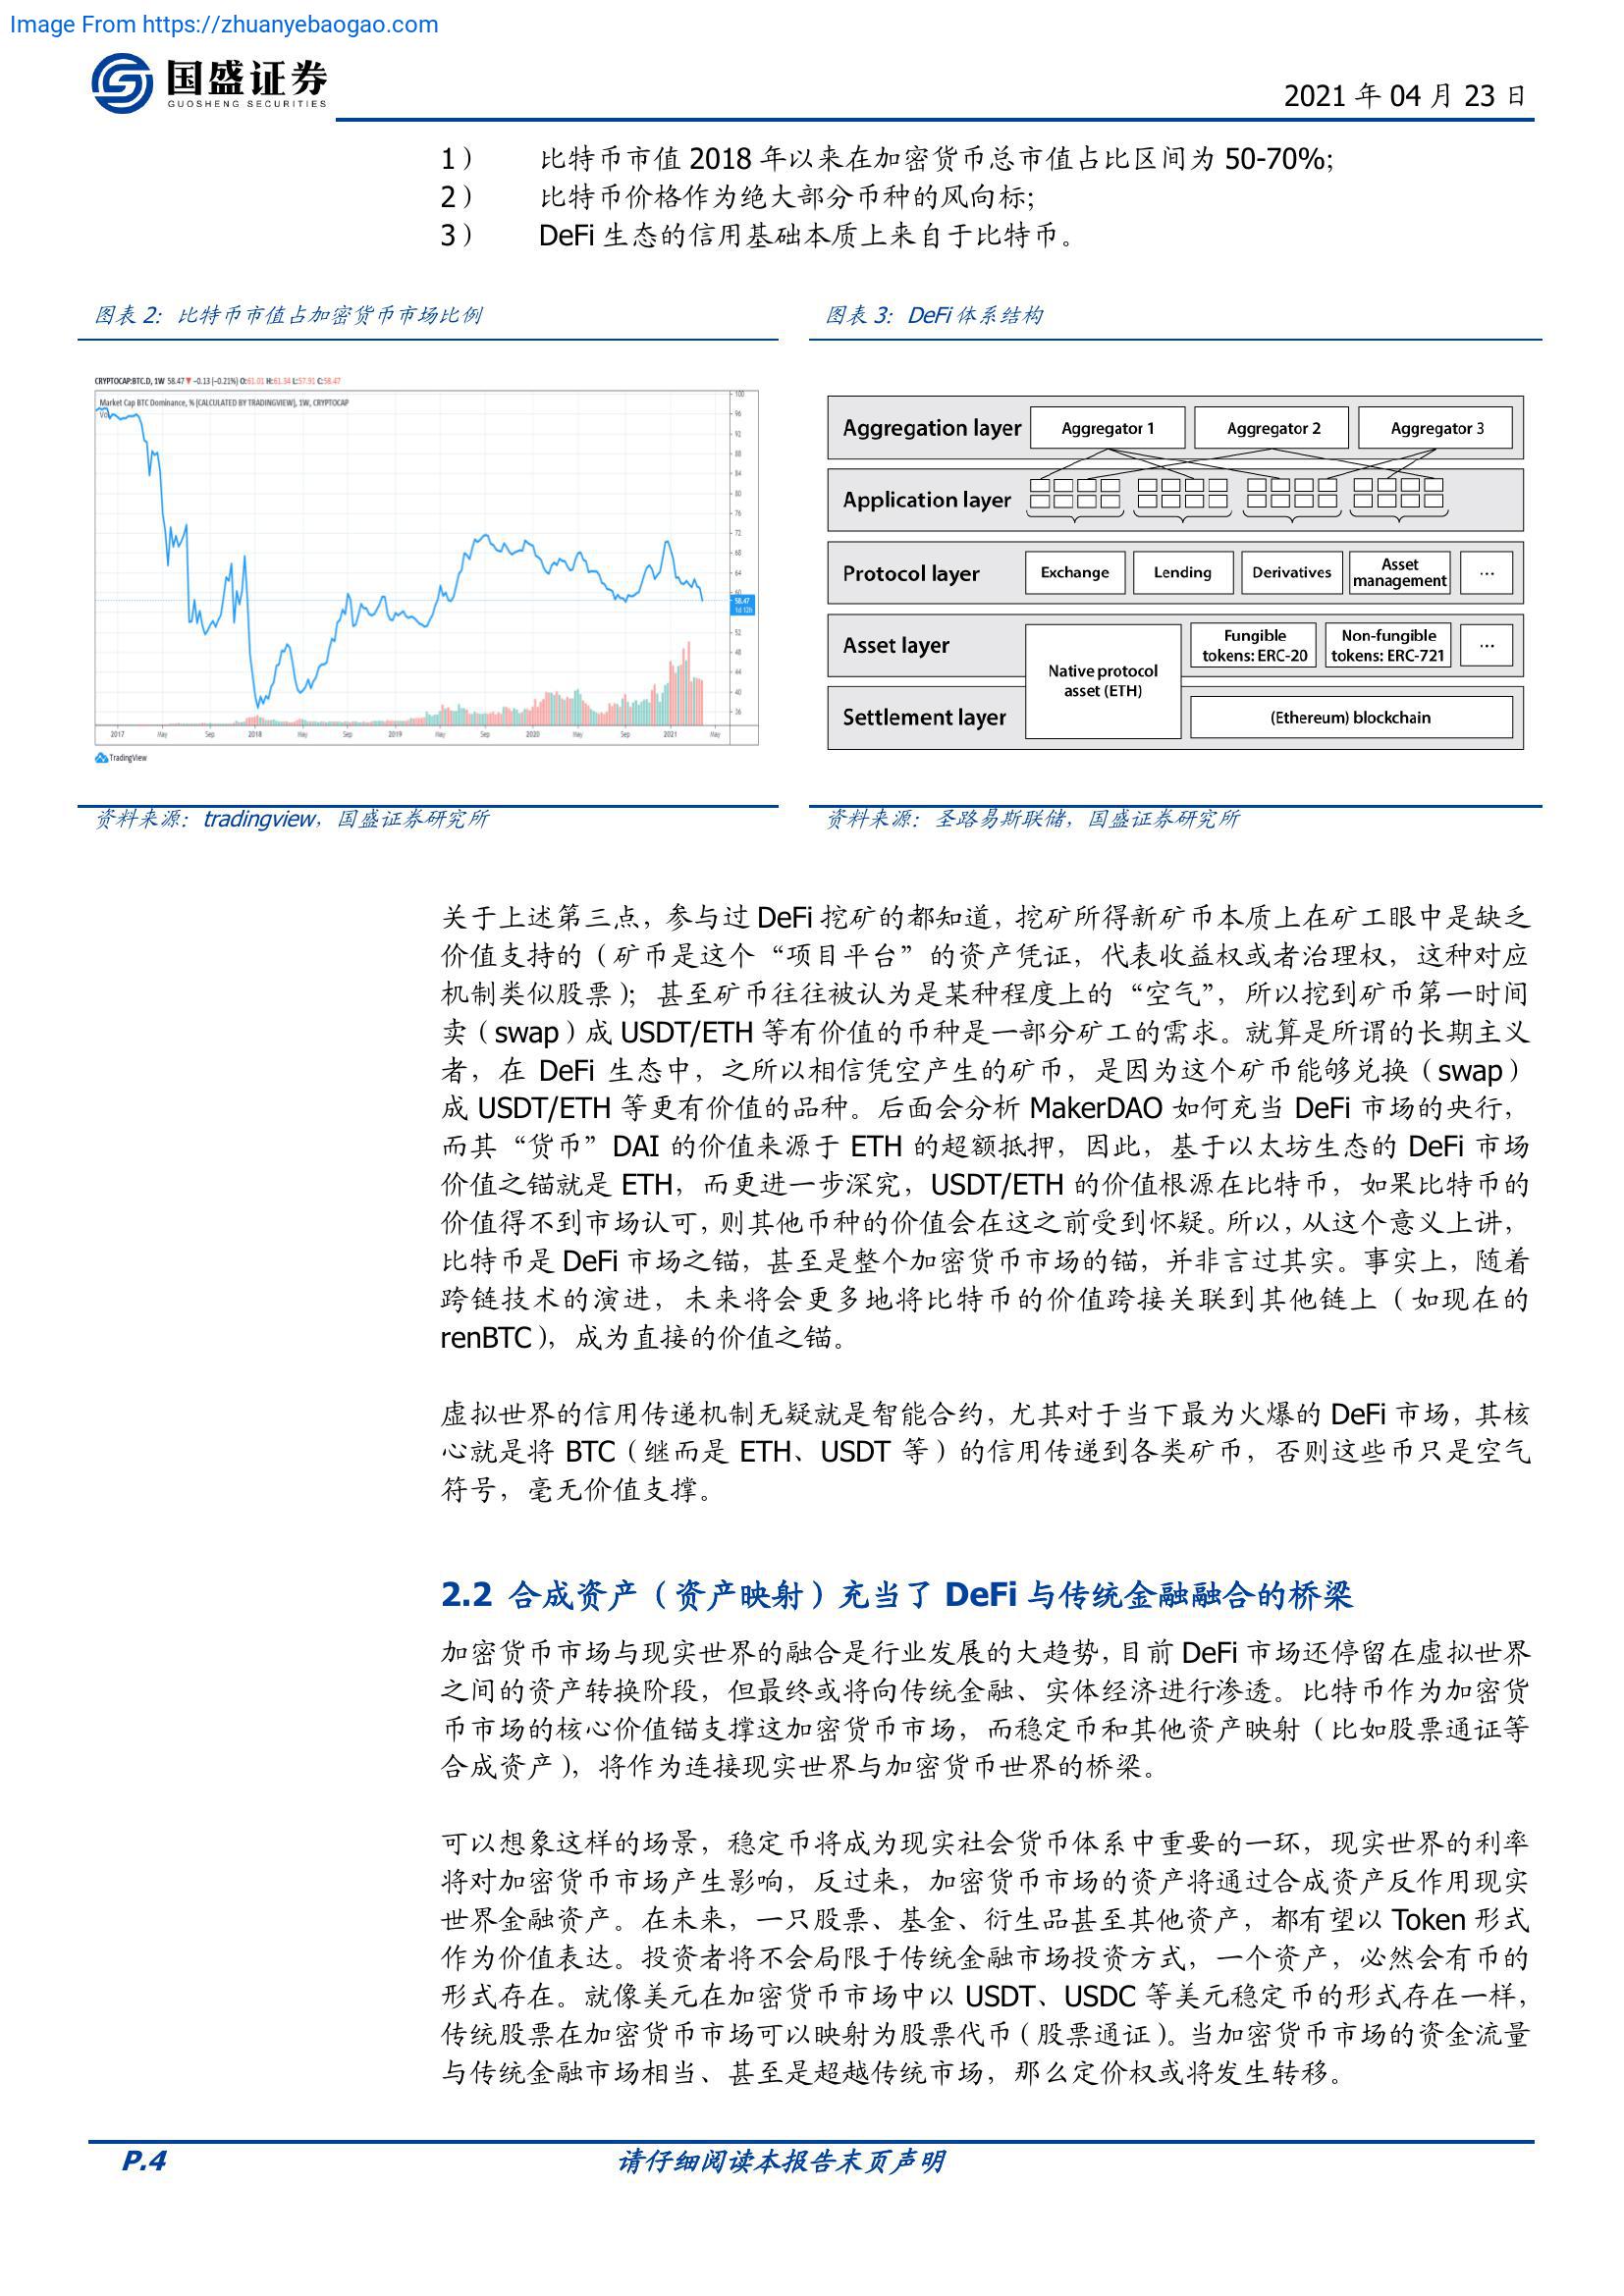 Image From https://zhuanyebaogao.com
国盛证券
GUOSHENG SECURITIES
2021 年 04 月 23 日
1） 比特币市值 2018 年以来在加密货币总市值占比区间为 50-70%;
2） 比特币价格作为绝大部分币种的风向标;
3） DeFi 生态的信用基础本质上来自于比特币。
图表 2：比特币市值占加密货币市场比例
CRYPTOCAP:BTC.D, 1W 58.47▼ −0.13 (−0.21%) O:61.01 H:61.34 L:57.91 C:58.47
Market Cap BTC Dominance, % (CALCULATED BY TRADINGVIEW), 1W, CRYPTOCAP
100
96
92
88
84
80
76
72
68
64
60
58.47
1d 12h
52
48
44
40
36
2017 May Sep 2018 May Sep 2019 May Sep 2020 May Sep 2021 May
TradingView
资料来源：tradingview，国盛证券研究所
图表 3：DeFi 体系结构
Aggregation layer Aggregator 1 Aggregator 2 Aggregator 3
Application layer
Protocol layer Exchange Lending Derivatives Asset management ...
Asset layer Fungible tokens: ERC-20 Non-fungible tokens: ERC-721 ...
Native protocol asset (ETH)
Settlement layer (Ethereum) blockchain
资料来源：圣路易斯联储，国盛证券研究所
关于上述第三点，参与过 DeFi 挖矿的都知道，挖矿所得新矿币本质上在矿工眼中是缺乏
价值支持的（矿币是这个“项目平台”的资产凭证，代表收益权或者治理权，这种对应
机制类似股票）；甚至矿币往往被认为是某种程度上的“空气”，所以挖到矿币第一时间
卖（swap）成 USDT/ETH 等有价值的币种是一部分矿工的需求。就算是所谓的长期主义
者，在 DeFi 生态中，之所以相信凭空产生的矿币，是因为这个矿币能够兑换（swap）
成 USDT/ETH 等更有价值的品种。后面会分析 MakerDAO 如何充当 DeFi 市场的央行，
而其“货币”DAI 的价值来源于 ETH 的超额抵押，因此，基于以太坊生态的 DeFi 市场
价值之锚就是 ETH，而更进一步深究，USDT/ETH 的价值根源在比特币，如果比特币的
价值得不到市场认可，则其他币种的价值会在这之前受到怀疑。所以，从这个意义上讲，
比特币是 DeFi 市场之锚，甚至是整个加密货币市场的锚，并非言过其实。事实上，随着
跨链技术的演进，未来将会更多地将比特币的价值跨接关联到其他链上（如现在的
renBTC），成为直接的价值之锚。
虚拟世界的信用传递机制无疑就是智能合约，尤其对于当下最为火爆的 DeFi 市场，其核
心就是将 BTC（继而是 ETH、USDT 等）的信用传递到各类矿币，否则这些币只是空气
符号，毫无价值支撑。
2.2 合成资产（资产映射）充当了 DeFi 与传统金融融合的桥梁
加密货币市场与现实世界的融合是行业发展的大趋势，目前 DeFi 市场还停留在虚拟世界
之间的资产转换阶段，但最终或将向传统金融、实体经济进行渗透。比特币作为加密货
币市场的核心价值锚支撑这加密货币市场，而稳定币和其他资产映射（比如股票通证等
合成资产），将作为连接现实世界与加密货币世界的桥梁。
可以想象这样的场景，稳定币将成为现实社会货币体系中重要的一环，现实世界的利率
将对加密货币市场产生影响，反过来，加密货币市场的资产将通过合成资产反作用现实
世界金融资产。在未来，一只股票、基金、衍生品甚至其他资产，都有望以 Token 形式
作为价值表达。投资者将不会局限于传统金融市场投资方式，一个资产，必然会有币的
形式存在。就像美元在加密货币市场中以 USDT、USDC 等美元稳定币的形式存在一样，
传统股票在加密货币市场可以映射为股票代币（股票通证）。当加密货币市场的资金流量
与传统金融市场相当、甚至是超越传统市场，那么定价权或将发生转移。
P.4 请仔细阅读本报告末页声明